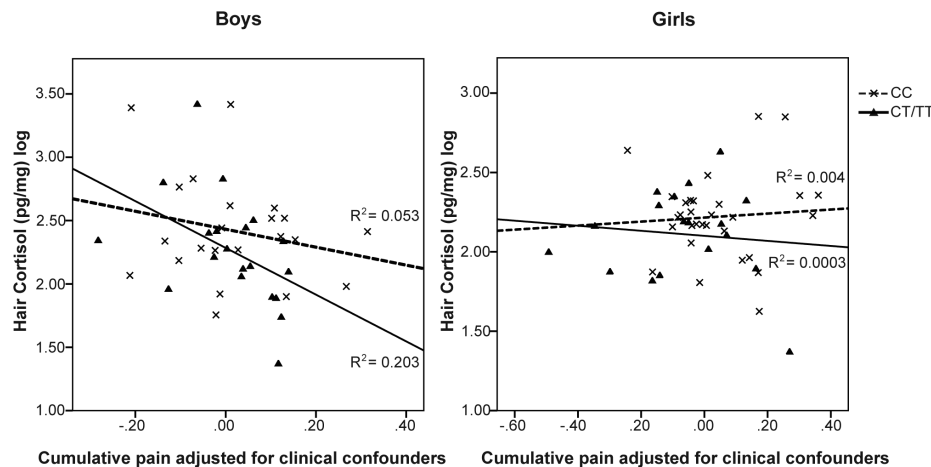 Boys
Girls
Hair Cortisol (pg/mg) log
3.50
3.00
2.50
2.00
1.50
1.00
R²= 0.053
R²= 0.203
-.20
.00
.20
.40
Cumulative pain adjusted for clinical confounders
Hair Cortisol (pg/mg) log
3.00
2.50
2.00
1.50
1.00
R²= 0.004
R²= 0.0003
-.60
-.40
-.20
.00
.20
.40
Cumulative pain adjusted for clinical confounders
CC
CT/TT